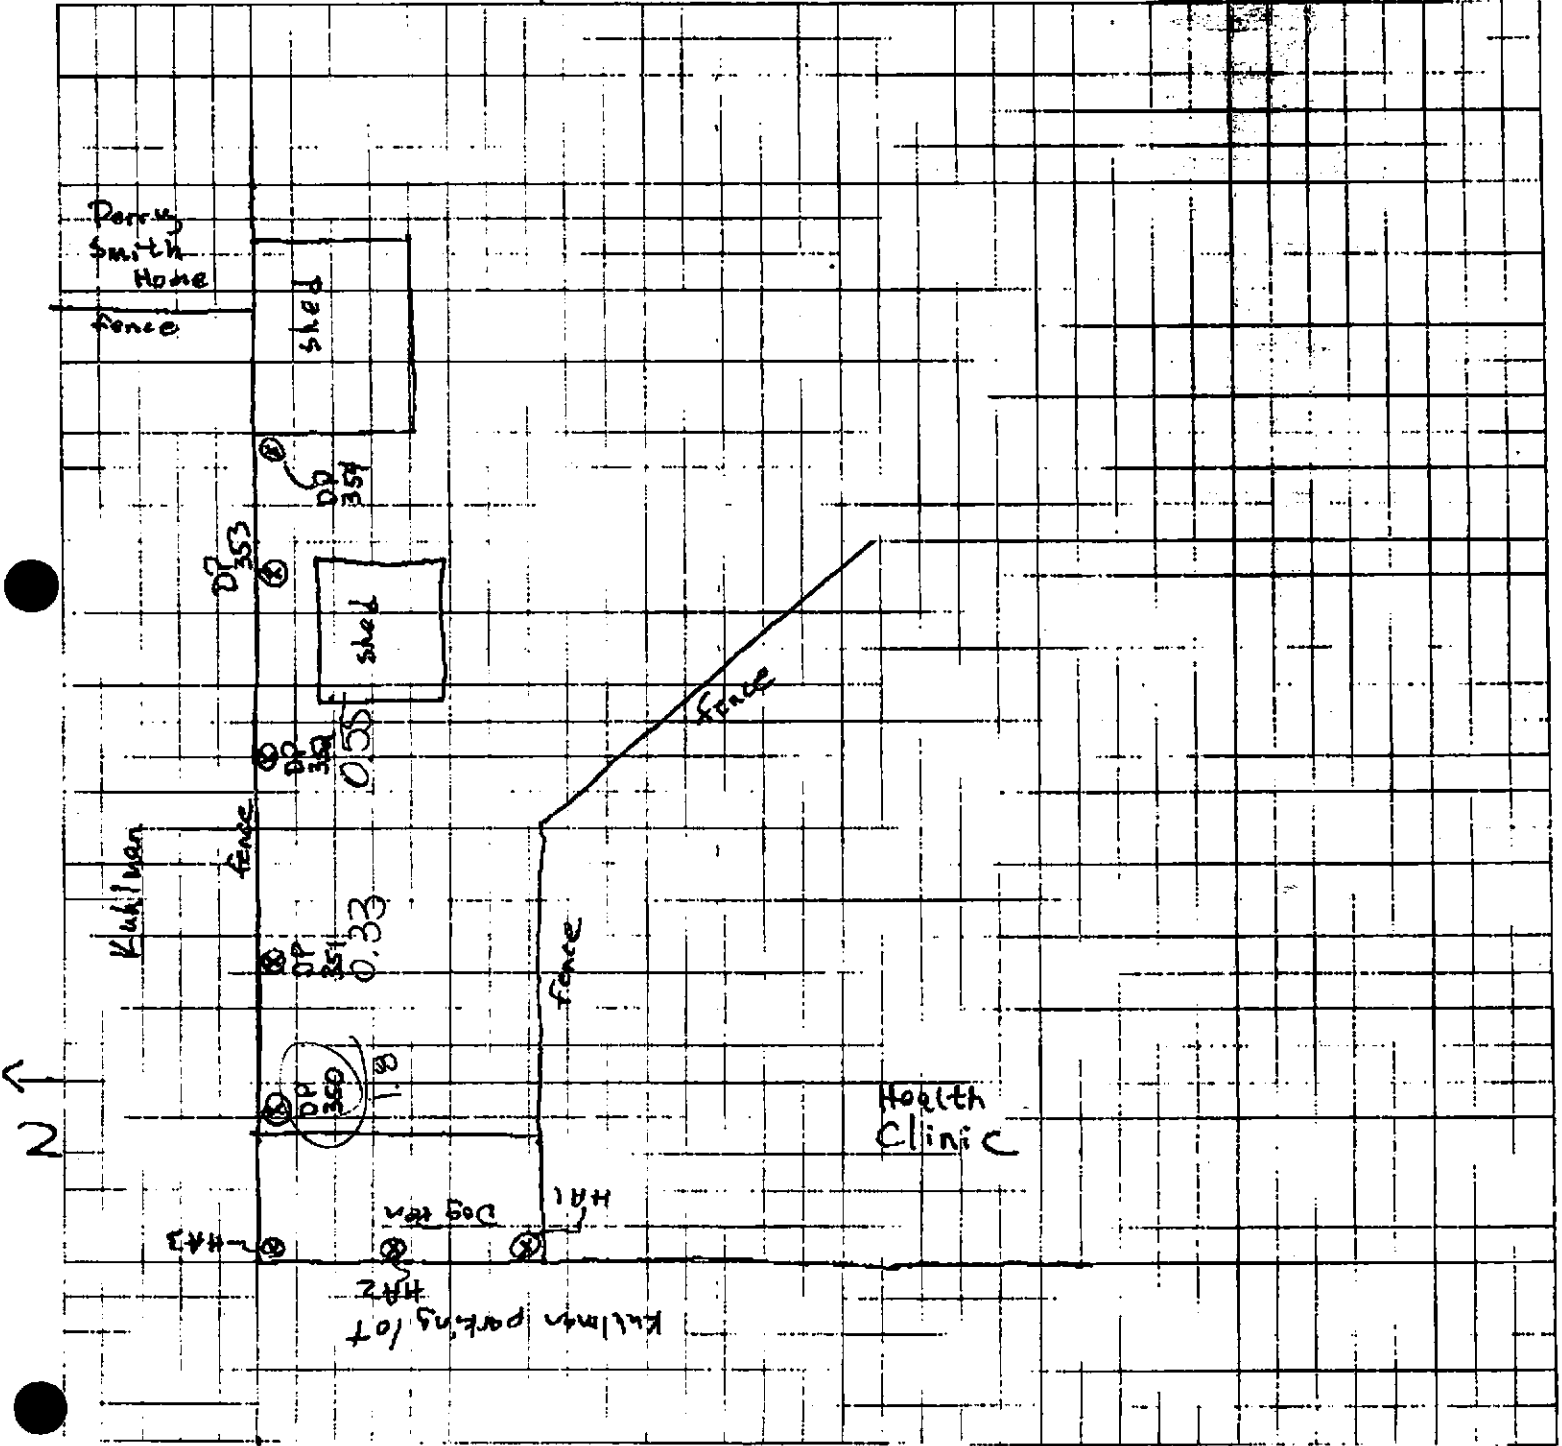 Perry
Smith
Home
fence
shed
DP
354
DP
353
shed
DP
352
0.55
fence
Kuhlman
DP
351
0.33
fence
fence
DP
350
1.8
N
Health
Clinic
HA1
Dog Pen
HA3
HA2
Kuhlman parking lot